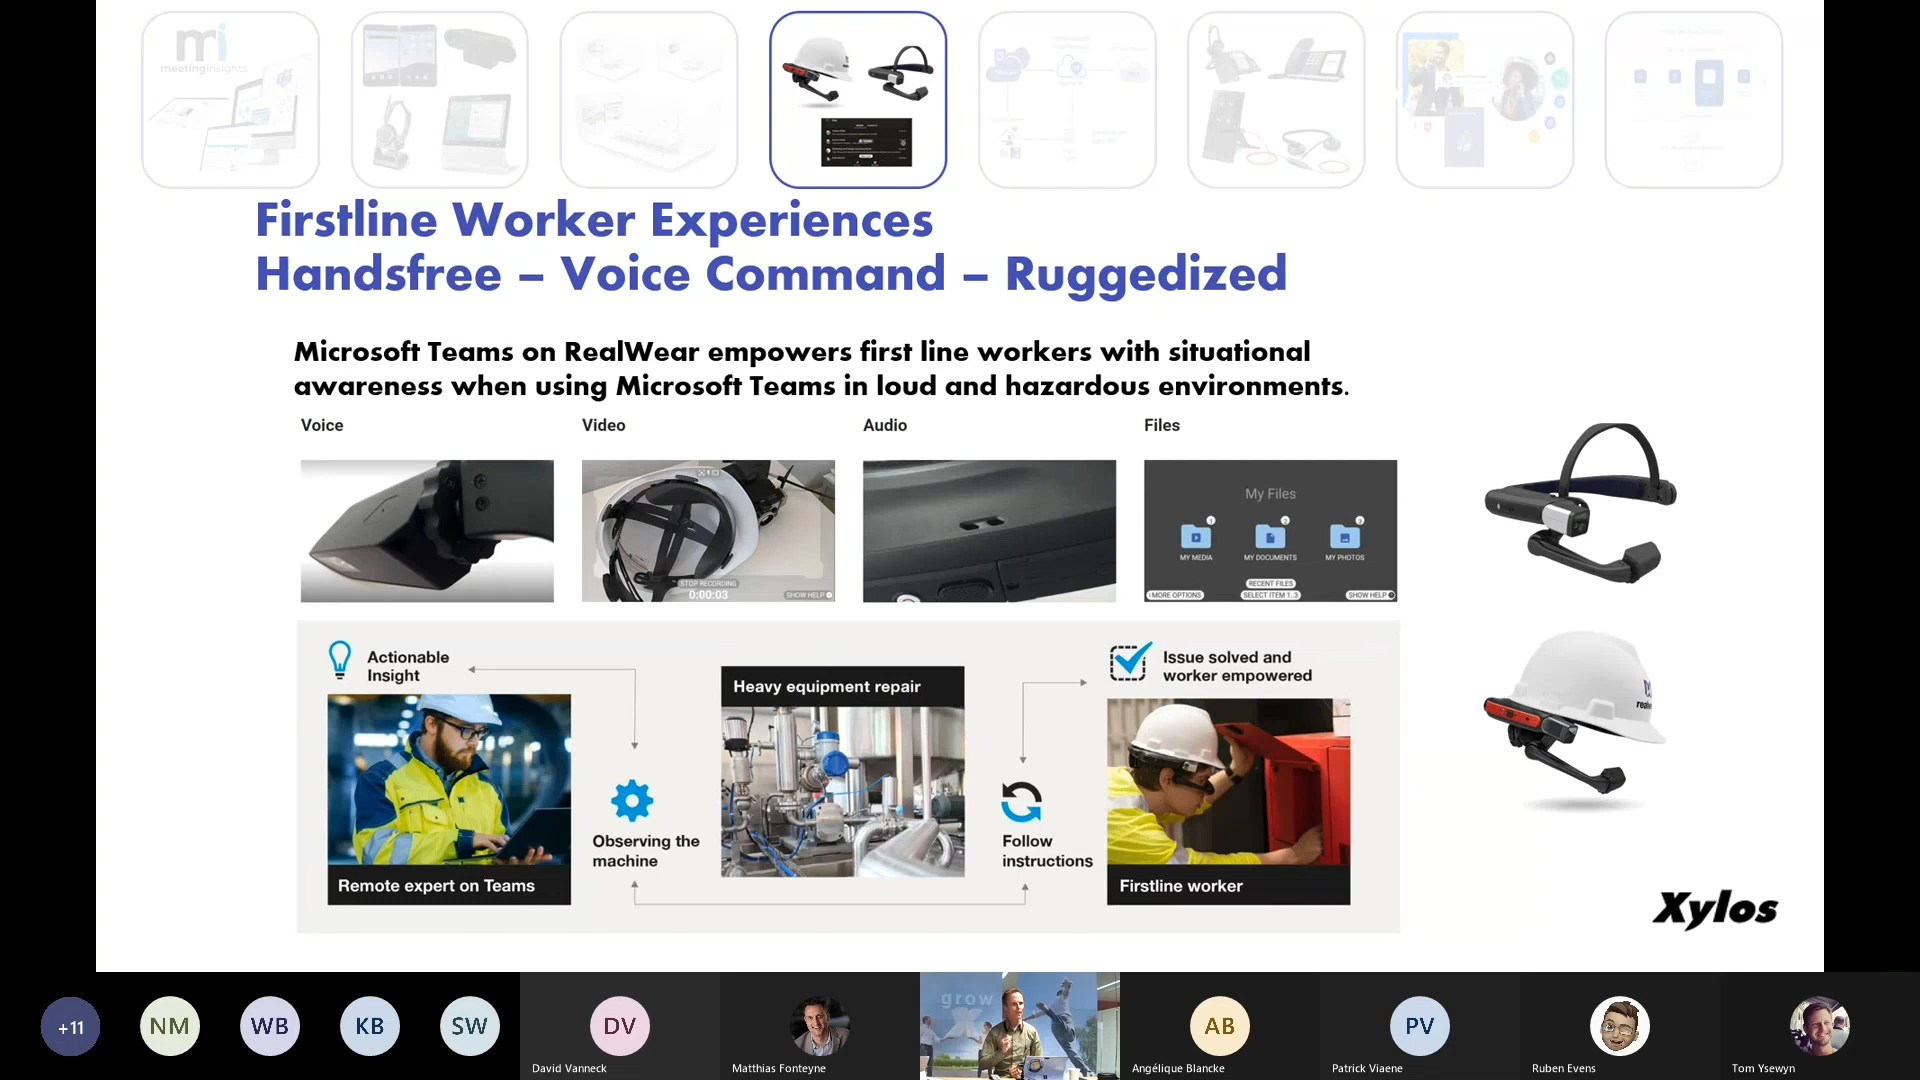 mi
meetinginsights
Firstline Worker Experiences
Handsfree – Voice Command – Ruggedized
Microsoft Teams on RealWear empowers first line workers with situational
awareness when using Microsoft Teams in loud and hazardous environments.
Voice
Video
Audio
Files
STOP RECORDING
0:00:03
SHOW HELP
My Files
1
2
3
MY MEDIA
MY DOCUMENTS
MY PHOTOS
RECENT FILES
MORE OPTIONS
SELECT ITEM 1..3
SHOW HELP
Actionable
Insight
Remote expert on Teams
Observing the
machine
Heavy equipment repair
Follow
instructions
Issue solved and
worker empowered
Firstline worker
Xylos
+11
NM
WB
KB
SW
DV
David Vanneck
Matthias Fonteyne
grow
AB
Angélique Blancke
PV
Patrick Viaene
Ruben Evens
Tom Ysewyn